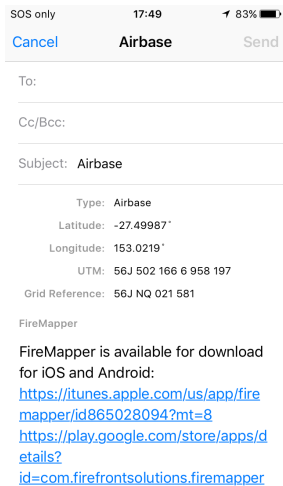 SOS only 17:49 83%
Cancel Airbase Send
To:
Cc/Bcc:
Subject: Airbase
Type: Airbase
Latitude: -27.49987°
Longitude: 153.0219°
UTM: 56J 502 166 6 958 197
Grid Reference: 56J NQ 021 581
FireMapper
FireMapper is available for download
for iOS and Android:
https://itunes.apple.com/us/app/fire
mapper/id865028094?mt=8
https://play.google.com/store/apps/d
etails?
id=com.firefrontsolutions.firemapper